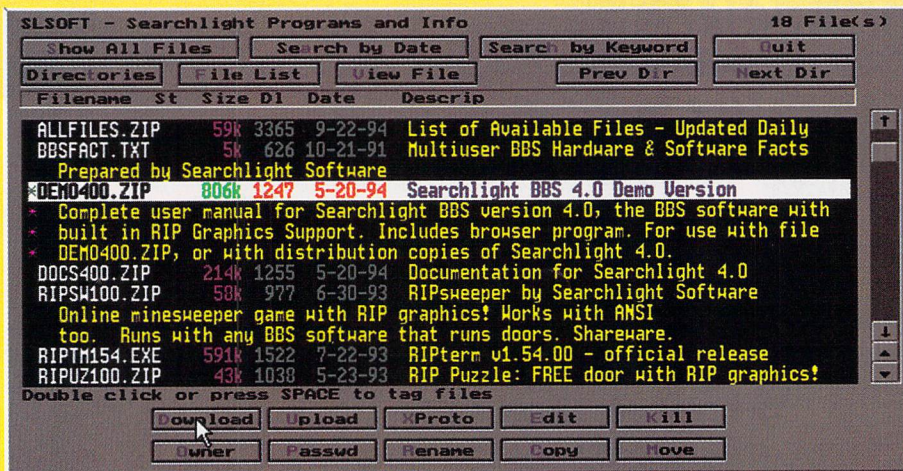 SLSOFT - Searchlight Programs and Info 18 File(s)
Show All Files Search by Date Search by Keyword Quit
Directories File List View File Prev Dir Next Dir
Filename St Size Dl Date Descrip
ALLFILES.ZIP 59k 3365 9-22-94 List of Available Files - Updated Daily
BBSFACT.TXT 5k 626 10-21-91 Multiuser BBS Hardware & Software Facts
Prepared by Searchlight Software
*DEMO400.ZIP 806k 1247 5-20-94 Searchlight BBS 4.0 Demo Version
* Complete user manual for Searchlight BBS version 4.0, the BBS software with
* built in RIP Graphics Support. Includes browser program. For use with file
* DEMO400.ZIP, or with distribution copies of Searchlight 4.0.
DOCS400.ZIP 214k 1255 5-20-94 Documentation for Searchlight 4.0
RIPSW100.ZIP 58k 977 6-30-93 RIPsweeper by Searchlight Software
Online minesweeper game with RIP graphics! Works with ANSI
too. Runs with any BBS software that runs doors. Shareware.
RIPTM154.EXE 591k 1522 7-22-93 RIPterm v1.54.00 - official release
RIPUZ100.ZIP 43k 1038 5-23-93 RIP Puzzle: FREE door with RIP graphics!
Double click or press SPACE to tag files
Download Upload XProto Edit Kill
Owner Passwd Rename Copy Move